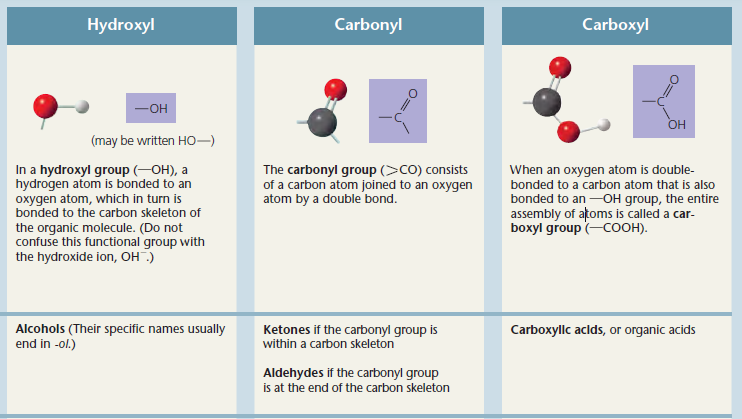 Hydroxyl
—OH
(may be written HO—)
In a hydroxyl group (—OH), a
hydrogen atom is bonded to an
oxygen atom, which in turn is
bonded to the carbon skeleton of
the organic molecule. (Do not
confuse this functional group with
the hydroxide ion, OH⁻.)
Alcohols (Their specific names usually
end in -ol.)
Carbonyl
O
C
The carbonyl group (>CO) consists
of a carbon atom joined to an oxygen
atom by a double bond.
Ketones if the carbonyl group is
within a carbon skeleton
Aldehydes if the carbonyl group
is at the end of the carbon skeleton
Carboxyl
O
C
OH
When an oxygen atom is double-
bonded to a carbon atom that is also
bonded to an —OH group, the entire
assembly of atoms is called a car-
boxyl group (—COOH).
Carboxylic acids, or organic acids